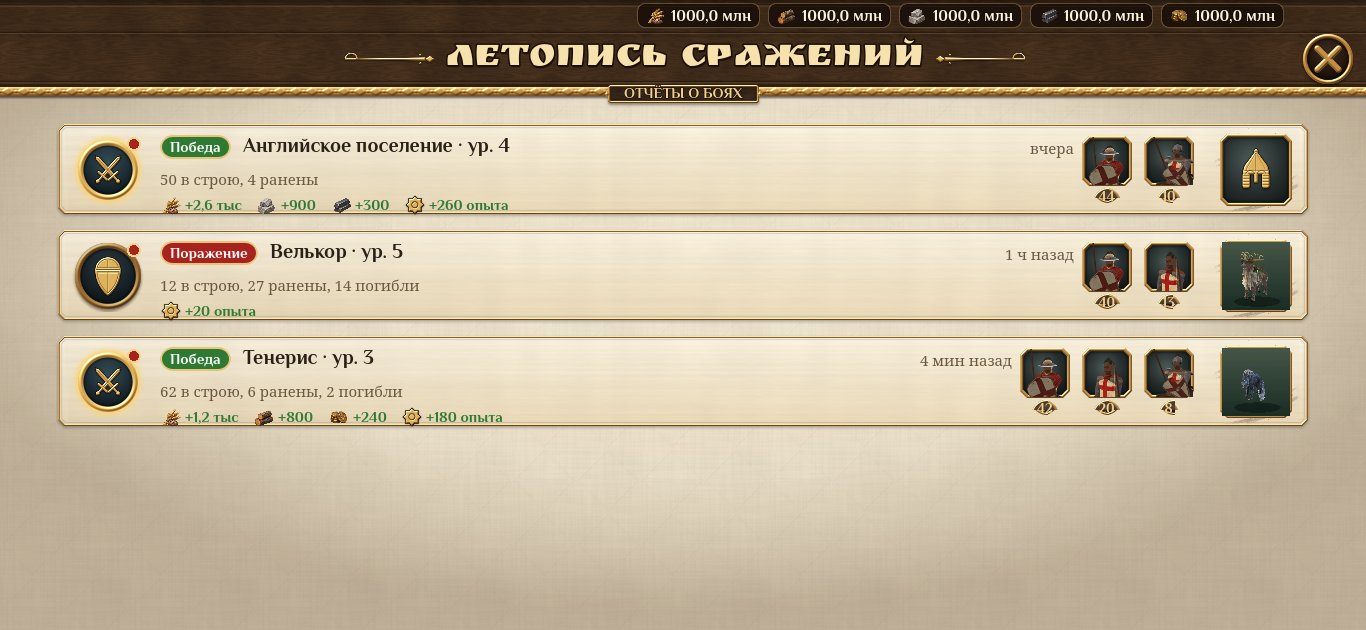 1000,0 млн 1000,0 млн 1000,0 млн 1000,0 млн 1000,0 млн
ЛЕТОПИСЬ СРАЖЕНИЙ
ОТЧЁТЫ О БОЯХ
Победа Английское поселение · ур. 4
вчера
50 в строю, 4 ранены
44 10
+2,6 тыс +900 +300 +260 опыта
Поражение Велькор · ур. 5
1 ч назад
12 в строю, 27 ранены, 14 погибли
40 13
+20 опыта
Победа Тенерис · ур. 3
4 мин назад
62 в строю, 6 ранены, 2 погибли
42 20 8
+1,2 тыс +800 +240 +180 опыта